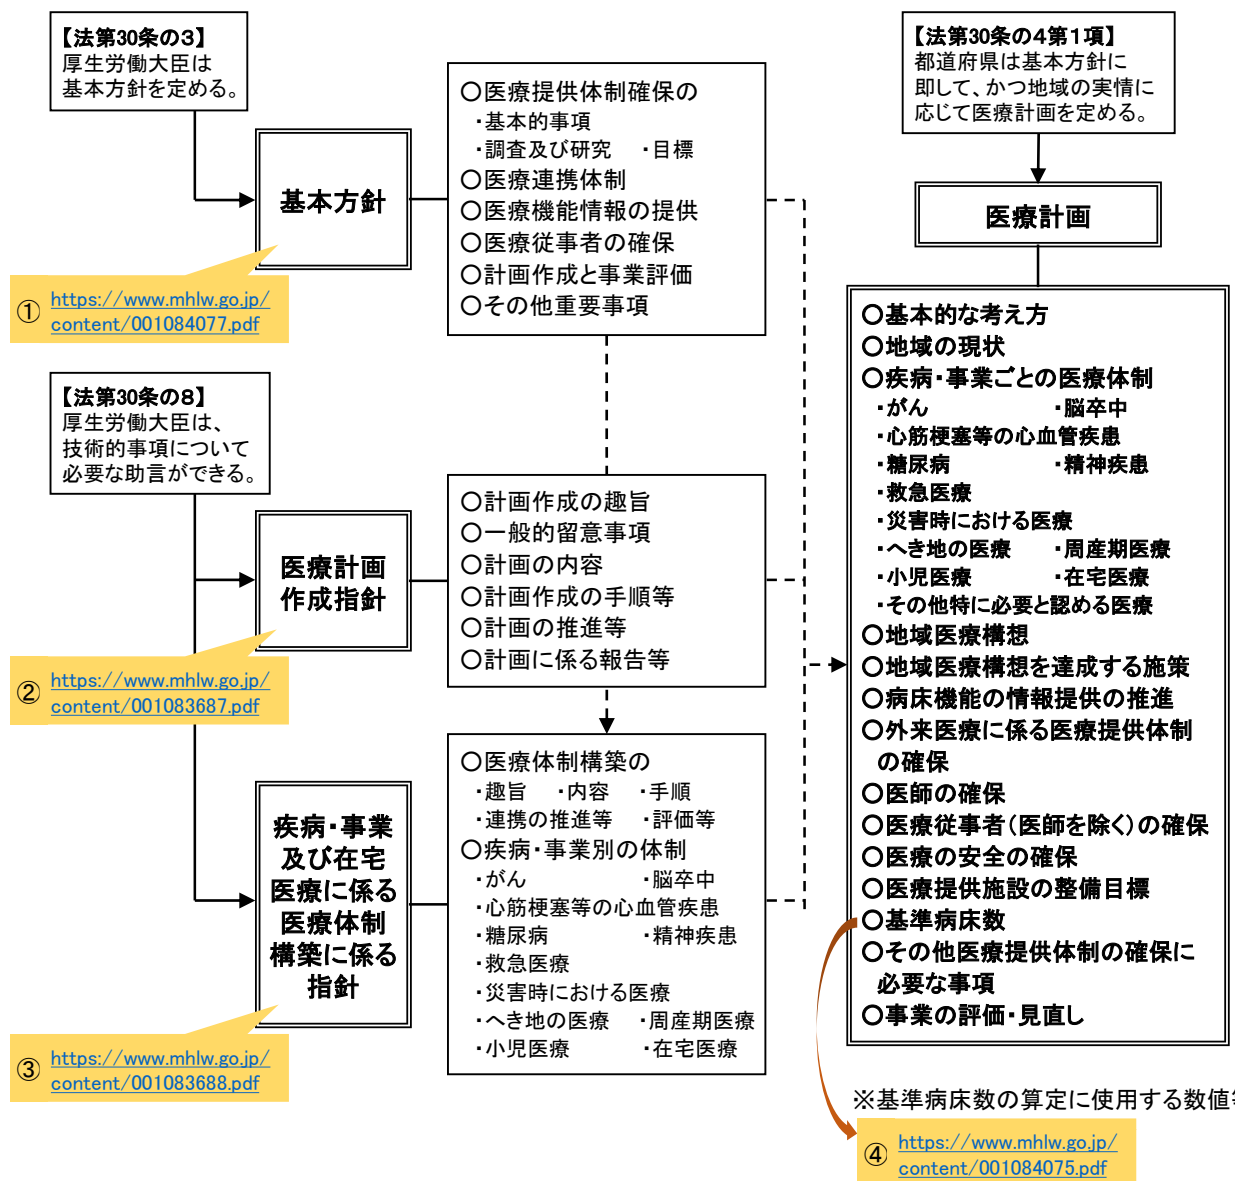 【法第30条の3】
厚生労働大臣は
基本方針を定める。
基本方針
① https://www.mhlw.go.jp/
content/001084077.pdf
○医療提供体制確保の
・基本的事項
・調査及び研究 ・目標
○医療連携体制
○医療機能情報の提供
○医療従事者の確保
○計画作成と事業評価
○その他重要事項
【法第30条の8】
厚生労働大臣は、
技術的事項について
必要な助言ができる。
医療計画
作成指針
② https://www.mhlw.go.jp/
content/001083687.pdf
○計画作成の趣旨
○一般的留意事項
○計画の内容
○計画作成の手順等
○計画の推進等
○計画に係る報告等
疾病・事業
及び在宅
医療に係る
医療体制
構築に係る
指針
③ https://www.mhlw.go.jp/
content/001083688.pdf
○医療体制構築の
・趣旨 ・内容 ・手順
・連携の推進等 ・評価等
○疾病・事業別の体制
・がん ・脳卒中
・心筋梗塞等の心血管疾患
・糖尿病 ・精神疾患
・救急医療
・災害時における医療
・へき地の医療 ・周産期医療
・小児医療 ・在宅医療
【法第30条の4第1項】
都道府県は基本方針に
即して、かつ地域の実情に
応じて医療計画を定める。
医療計画
○基本的な考え方
○地域の現状
○疾病・事業ごとの医療体制
・がん ・脳卒中
・心筋梗塞等の心血管疾患
・糖尿病 ・精神疾患
・救急医療
・災害時における医療
・へき地の医療 ・周産期医療
・小児医療 ・在宅医療
・その他特に必要と認める医療
○地域医療構想
○地域医療構想を達成する施策
○病床機能の情報提供の推進
○外来医療に係る医療提供体制
の確保
○医師の確保
○医療従事者(医師を除く)の確保
○医療の安全の確保
○医療提供施設の整備目標
○基準病床数
○その他医療提供体制の確保に
必要な事項
○事業の評価・見直し
※基準病床数の算定に使用する数値等
④ https://www.mhlw.go.jp/
content/001084075.pdf